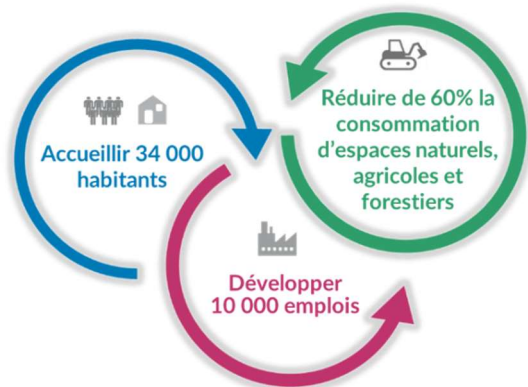 Accueillir 34 000
habitants
Réduire de 60% la
consommation
d'espaces naturels,
agricoles et
forestiers
Développer
10 000 emplois